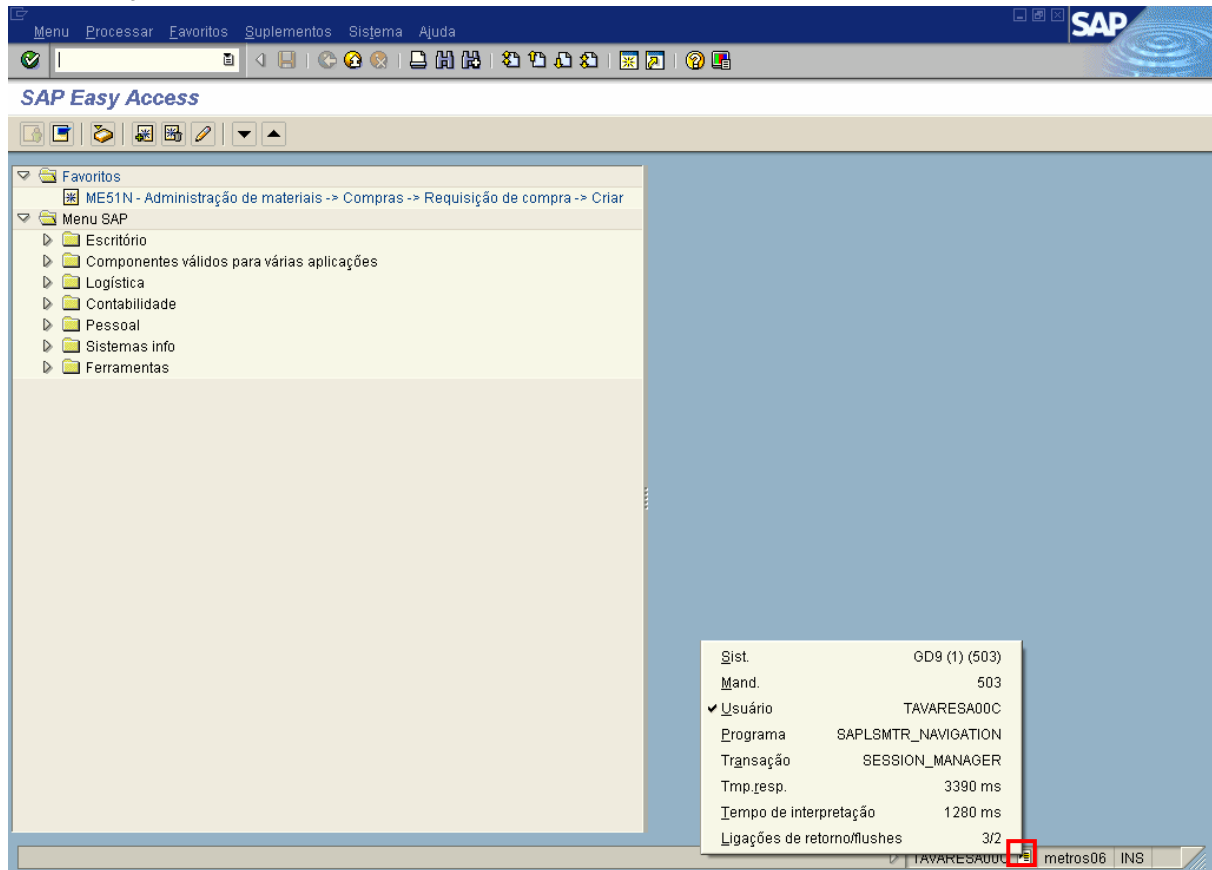 Menu Processar Favoritos Suplementos Sistema Ajuda
SAP
SAP Easy Access
Favoritos
ME51N - Administração de materiais -> Compras -> Requisição de compra -> Criar
Menu SAP
Escritório
Componentes válidos para várias aplicações
Logística
Contabilidade
Pessoal
Sistemas info
Ferramentas
Sist. GD9 (1) (503)
Mand. 503
Usuário TAVARESA00C
Programa SAPLSMTR_NAVIGATION
Transação SESSION_MANAGER
Tmp.resp. 3390 ms
Tempo de interpretação 1280 ms
Ligações de retorno/flushes 3/2
TAVARESA00C metros06 INS